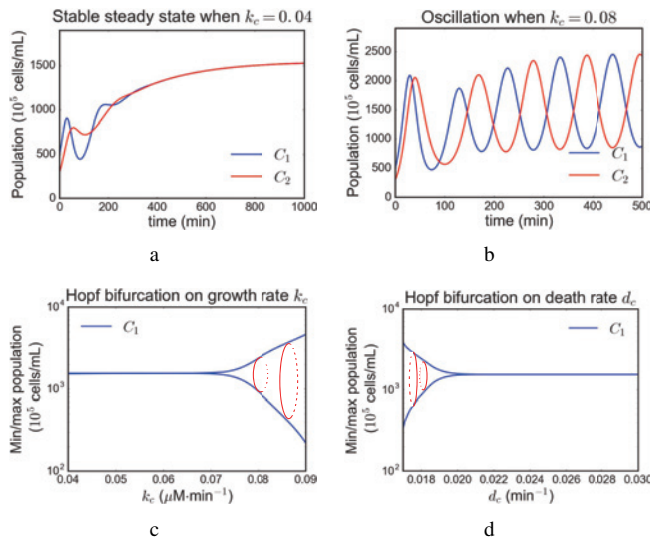 Stable steady state when k_c = 0.04
Population (10^5 cells/mL)
1500
1000
500
0
C_1
C_2
0 200 400 600 800 1000
time (min)
a
Oscillation when k_c = 0.08
Population (10^5 cells/mL)
2500
2000
1500
1000
500
0
C_1
C_2
0 100 200 300 400 500
time (min)
b
Hopf bifurcation on growth rate k_c
Min/max population
(10^5 cells/mL)
10^4
10^3
10^2
C_1
0.04 0.05 0.06 0.07 0.08 0.09
k_c (μM·min^−1)
c
Hopf bifurcation on death rate d_c
Min/max population
(10^5 cells/mL)
10^4
10^3
10^2
C_1
0.018 0.020 0.022 0.024 0.026 0.028 0.030
d_c (min^−1)
d